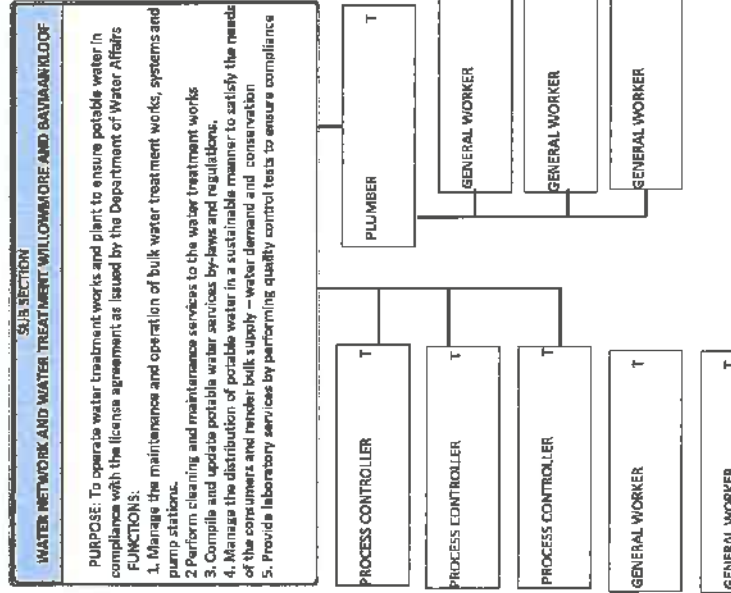 SUB SECTION
WATER NETWORK AND WATER TREATMENT WILLOWMORE AND BAVIAANKLOOF
PURPOSE: To operate water treatment works and plant to ensure potable water in
compliance with the license agreement as issued by the Department of Water Affairs
FUNCTIONS:
1. Manage the maintenance and operation of bulk water treatment works, systems and
pump stations.
2 Perform cleaning and maintenance services to the water treatment works
3. Compile and update potable water services by-laws and regulations.
4. Manage the distribution of potable water in a sustainable manner to satisfy the needs
of the consumers and render bulk supply – water demand and conservation
5. Provide laboratory services by performing quality control tests to ensure compliance
PROCESS CONTROLLER T
PROCESS CONTROLLER T
PROCESS CONTROLLER T
GENERAL WORKER T
GENERAL WORKER T
PLUMBER T
GENERAL WORKER
GENERAL WORKER
GENERAL WORKER